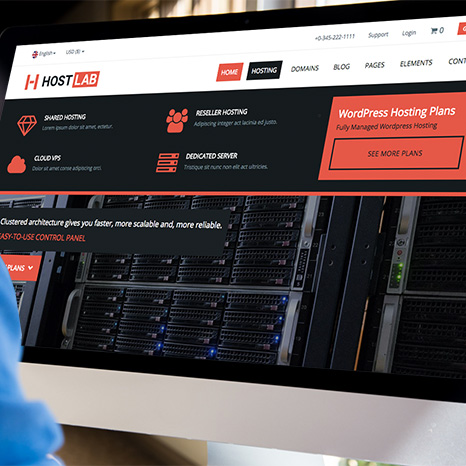 English
USD ($)
+0-345-222-1111
Support
Login
0
HOSTLAB
HOME
HOSTING
DOMAINS
BLOG
PAGES
ELEMENTS
CONT
SHARED HOSTING
Lorem ipsum dolor sit amet, ectetur.
RESELLER HOSTING
Adipiscing integer act lacinia ed justo.
CLOUD VPS
Dolor sit amet conse adipiscing erri.
DEDICATED SERVER
Tristique sit nunc non elit act ultricies.
WordPress Hosting Plans
Fully Managed Wordpress Hosting
SEE MORE PLANS
Clustered architecture gives you faster, more scalable and, more reliable.
EASY-TO-USE CONTROL PANEL
PLANS